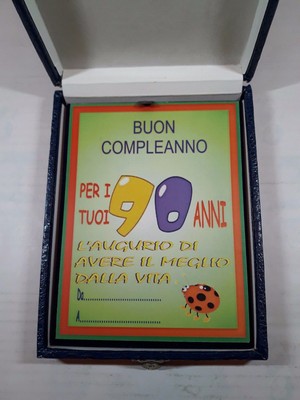 BUON
COMPLEANNO
PER I
TUOI 90 ANNI
L'AUGURIO DI
AVERE IL MEGLIO
DALLA VITA
Da..............................
A................................